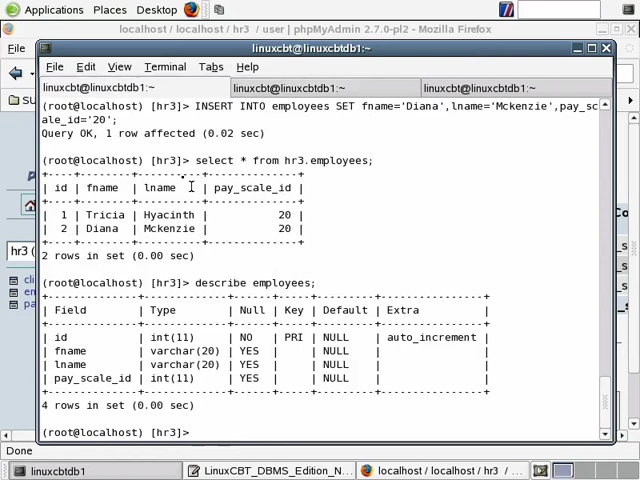 Applications Places Desktop
localhost / localhost / hr3 / user | phpMyAdmin 2.7.0-pl2 - Mozilla Firefox
File
linuxcbt@linuxcbtdb1:~
File Edit View Terminal Tabs Help
linuxcbt@linuxcbtdb1:~ linuxcbt@linuxcbtdb1:~ linuxcbt@linuxcbtdb1:~
(root@localhost) [hr3]> INSERT INTO employees SET fname='Diana',lname='Mckenzie',pay_sc
ale_id='20';
Query OK, 1 row affected (0.02 sec)
(root@localhost) [hr3]> select * from hr3.employees;
+----+--------+----------+--------------+
| id | fname | lname | pay_scale_id |
+----+--------+----------+--------------+
| 1 | Tricia | Hyacinth | 20 |
| 2 | Diana | Mckenzie | 20 |
+----+--------+----------+--------------+
2 rows in set (0.00 sec)
(root@localhost) [hr3]> describe employees;
+--------------+-------------+------+-----+---------+----------------+
| Field | Type | Null | Key | Default | Extra |
+--------------+-------------+------+-----+---------+----------------+
| id | int(11) | NO | PRI | NULL | auto_increment |
| fname | varchar(20) | YES | | NULL | |
| lname | varchar(20) | YES | | NULL | |
| pay_scale_id | int(11) | YES | | NULL | |
+--------------+-------------+------+-----+---------+----------------+
4 rows in set (0.00 sec)
(root@localhost) [hr3]>
hr3 (
cli
em
pa
Done
linuxcbtdb1 LinuxCBT_DBMS_Edition_N... localhost / localhost / hr3 / ...